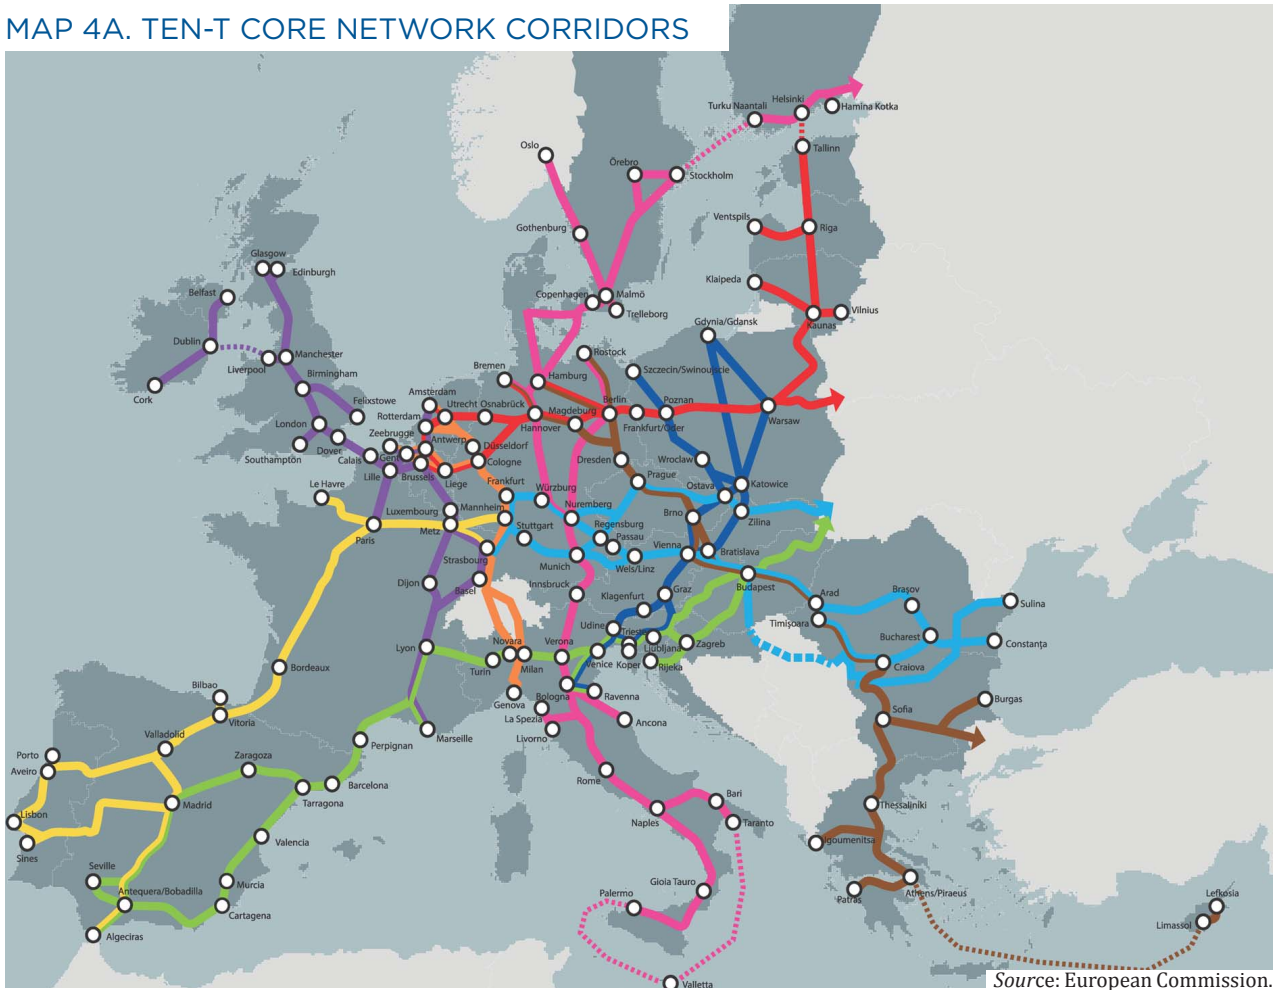 MAP 4A. TEN-T CORE NETWORK CORRIDORS
Helsinki
Turku Naantali
Hamina Kotka
Oslo
Tallinn
Örebro
Stockholm
Ventspils
Riga
Gothenburg
Glasgow
Edinburgh
Klaipeda
Belfast
Copenhagen
Malmö
Trelleborg
Vilnius
Kaunas
Gdynia/Gdansk
Dublin
Manchester
Liverpool
Rostock
Bremen
Hamburg
Szczecin/Swinoujscie
Birmingham
Cork
Amsterdam
Felixstowe
Utrecht
Osnabrück
Berlin
Poznan
Rotterdam
Magdeburg
London
Hannover
Frankfurt/Oder
Warsaw
Zeebrugge
Antwerp
Southampton
Dover
Düsseldorf
Calais
Gent
Cologne
Dresden
Wroclaw
Lille
Brussels
Liege
Prague
Katowice
Le Havre
Frankfurt
Würzburg
Ostava
Luxembourg
Mannheim
Nuremberg
Brno
Zilina
Paris
Metz
Stuttgart
Regensburg
Passau
Strasbourg
Vienna
Bratislava
Munich
Wels/Linz
Dijon
Basel
Innsbruck
Budapest
Klagenfurt
Graz
Arad
Brașov
Sulina
Udine
Trieste
Timișoara
Bucharest
Constanța
Lyon
Novara
Verona
Ljubljana
Zagreb
Turin
Milan
Venice
Koper
Rijeka
Craiova
Bordeaux
Bilbao
Genova
Bologna
Ravenna
Burgas
Vitoria
La Spezia
Ancona
Sofia
Marseille
Livorno
Valladolid
Perpignan
Porto
Zaragoza
Aveiro
Barcelona
Rome
Tarragona
Madrid
Bari
Thessaliniki
Lisbon
Naples
Taranto
Valencia
Igoumenitsa
Sines
Seville
Murcia
Gioia Tauro
Antequera/Bobadilla
Palermo
Athens/Piraeus
Lefkosia
Patras
Cartagena
Limassol
Algeciras
Valletta
Source: European Commission.